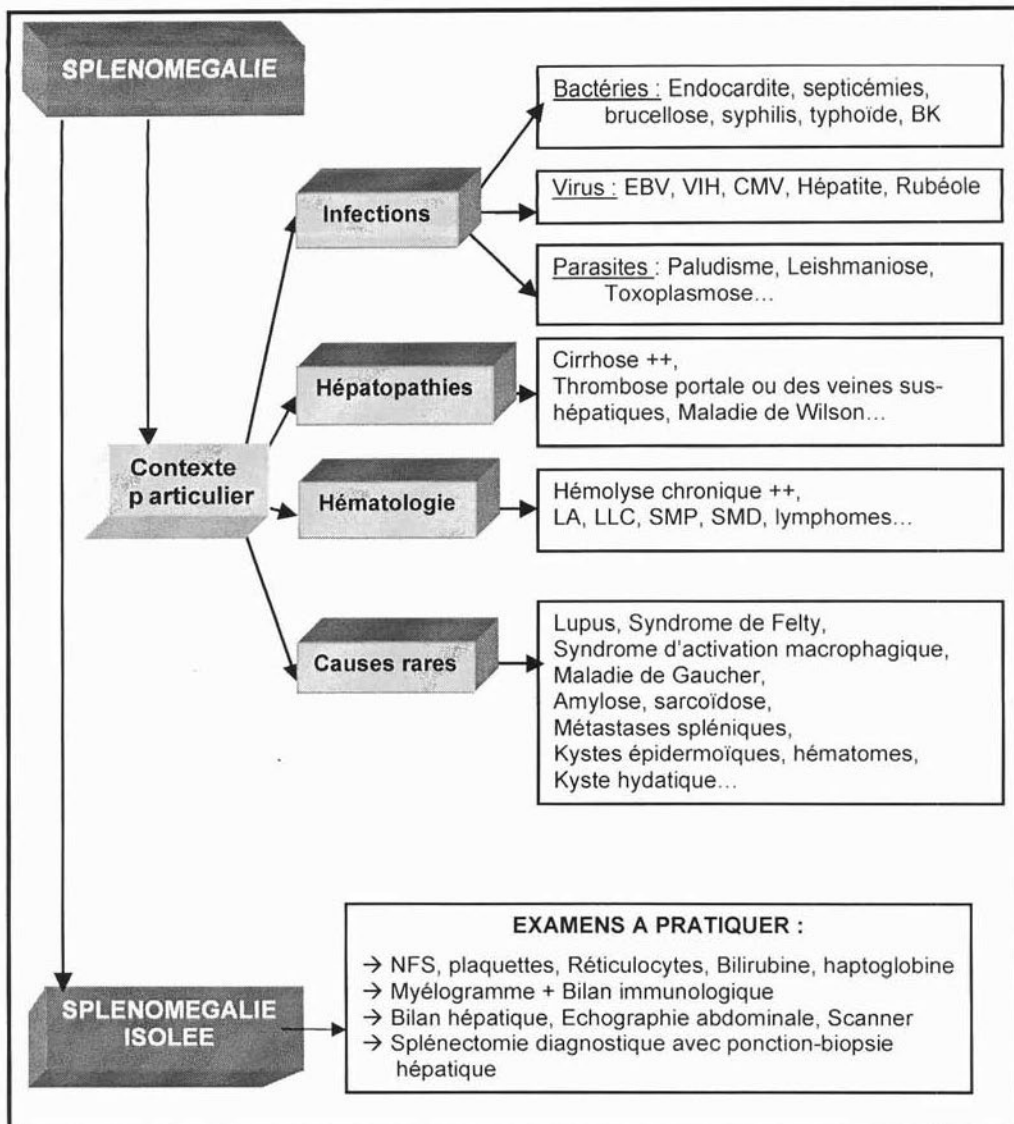 SPLENOMEGALIE
Bactéries : Endocardite, septicémies,
brucellose, syphilis, typhoïde, BK
Infections
Virus : EBV, VIH, CMV, Hépatite, Rubéole
Parasites : Paludisme, Leishmaniose,
Toxoplasmose…
Hépatopathies
Cirrhose ++,
Thrombose portale ou des veines sus-
hépatiques, Maladie de Wilson…
Contexte
p articulier
Hématologie
Hémolyse chronique ++,
LA, LLC, SMP, SMD, lymphomes…
Causes rares
Lupus, Syndrome de Felty,
Syndrome d'activation macrophagique,
Maladie de Gaucher,
Amylose, sarcoïdose,
Métastases spléniques,
Kystes épidermoïques, hématomes,
Kyste hydatique…
SPLENOMEGALIE
ISOLEE
EXAMENS A PRATIQUER :
→ NFS, plaquettes, Réticulocytes, Bilirubine, haptoglobine
→ Myélogramme + Bilan immunologique
→ Bilan hépatique, Echographie abdominale, Scanner
→ Splénectomie diagnostique avec ponction-biopsie
hépatique